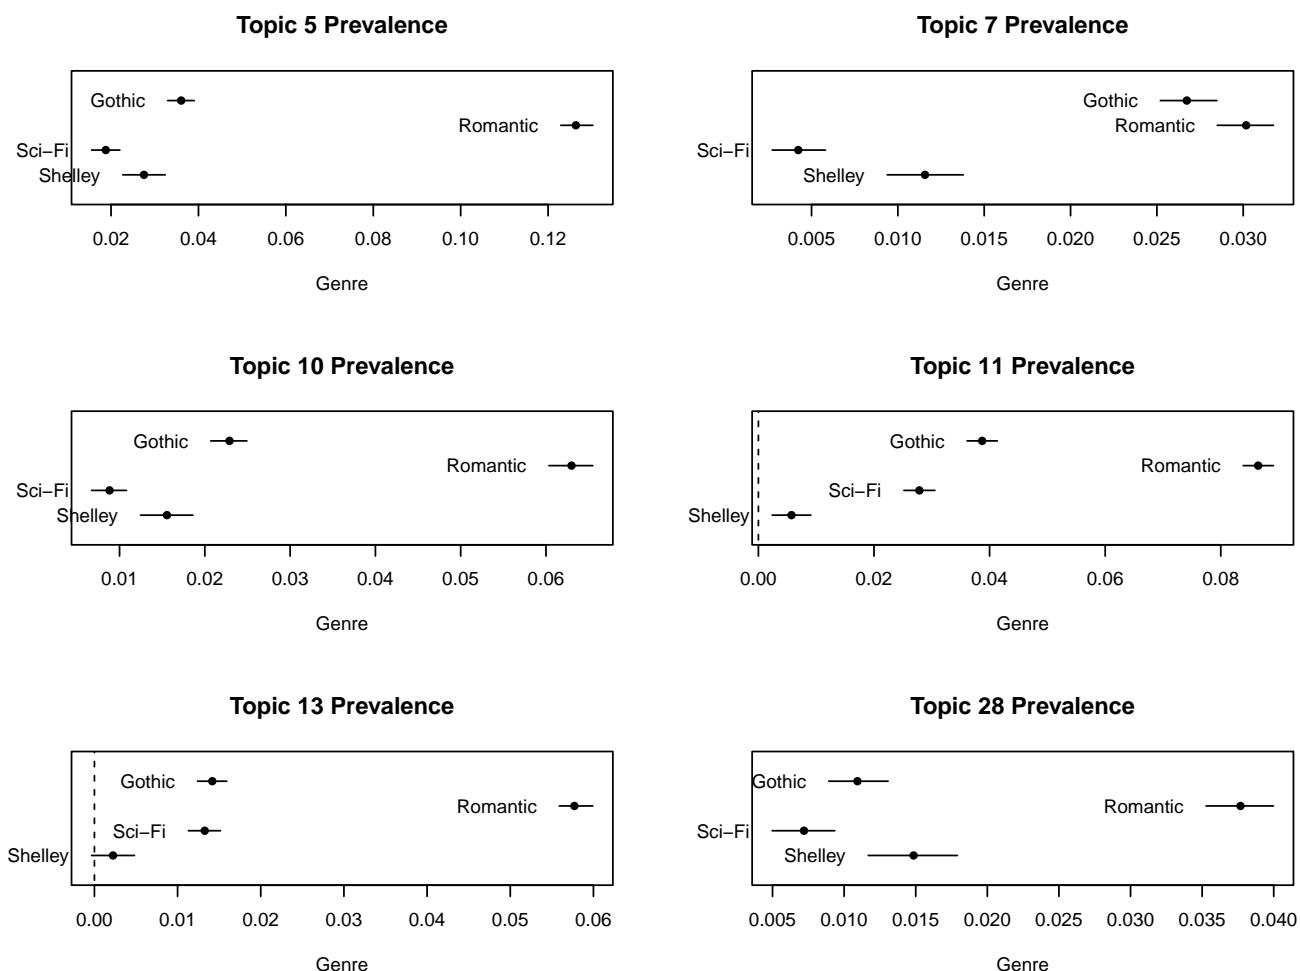 Topic 5 Prevalence
Gothic
Romantic
Sci−Fi
Shelley
0.02 0.04 0.06 0.08 0.10 0.12
Genre
Topic 7 Prevalence
Gothic
Romantic
Sci−Fi
Shelley
0.005 0.010 0.015 0.020 0.025 0.030
Genre
Topic 10 Prevalence
Gothic
Romantic
Sci−Fi
Shelley
0.01 0.02 0.03 0.04 0.05 0.06
Genre
Topic 11 Prevalence
Gothic
Romantic
Sci−Fi
Shelley
0.00 0.02 0.04 0.06 0.08
Genre
Topic 13 Prevalence
Gothic
Romantic
Sci−Fi
Shelley
0.00 0.01 0.02 0.03 0.04 0.05 0.06
Genre
Topic 28 Prevalence
Gothic
Romantic
Sci−Fi
Shelley
0.005 0.010 0.015 0.020 0.025 0.030 0.035 0.040
Genre